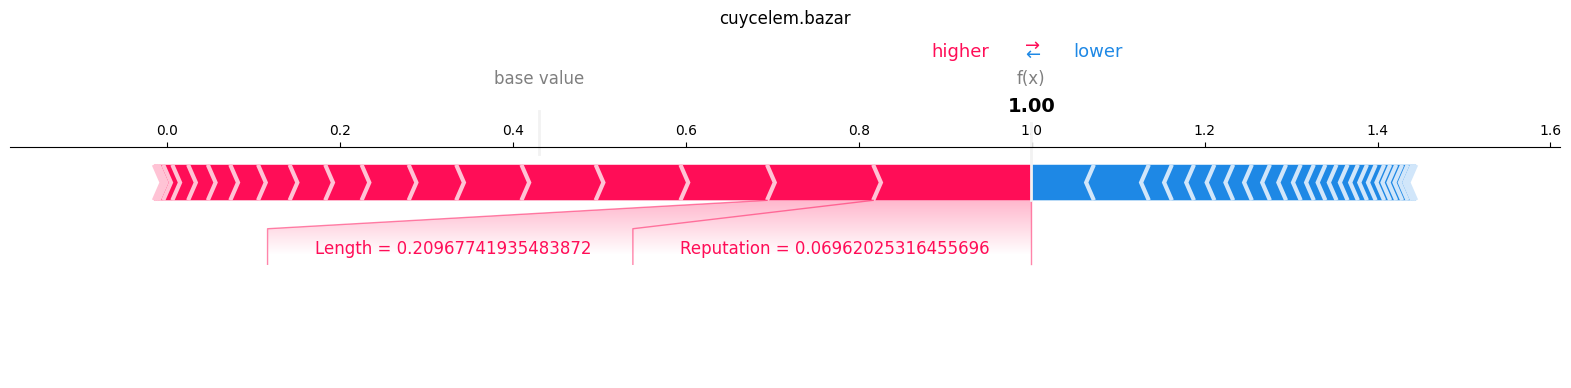 cuycelem.bazar
higher → ← lower
base value f(x)
1.00
0.0 0.2 0.4 0.6 0.8 1.0 1.2 1.4 1.6
Length = 0.20967741935483872 Reputation = 0.06962025316455696